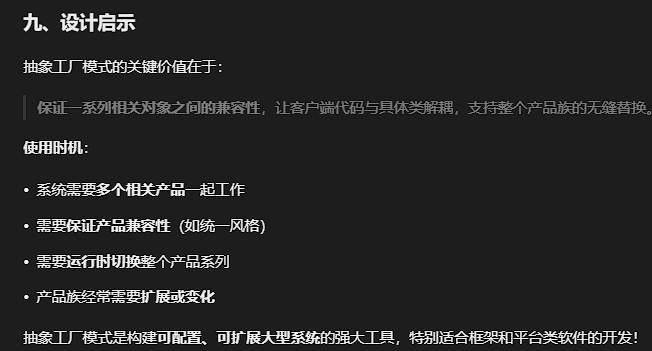 九、设计启示
抽象工厂模式的关键价值在于：
保证一系列相关对象之间的兼容性，让客户端代码与具体类解耦，支持整个产品族的无缝替换。
使用时机：
• 系统需要多个相关产品一起工作
• 需要保证产品兼容性（如统一风格）
• 需要运行时切换整个产品系列
• 产品族经常需要扩展或变化
抽象工厂模式是构建可配置、可扩展大型系统的强大工具，特别适合框架和平台类软件的开发！